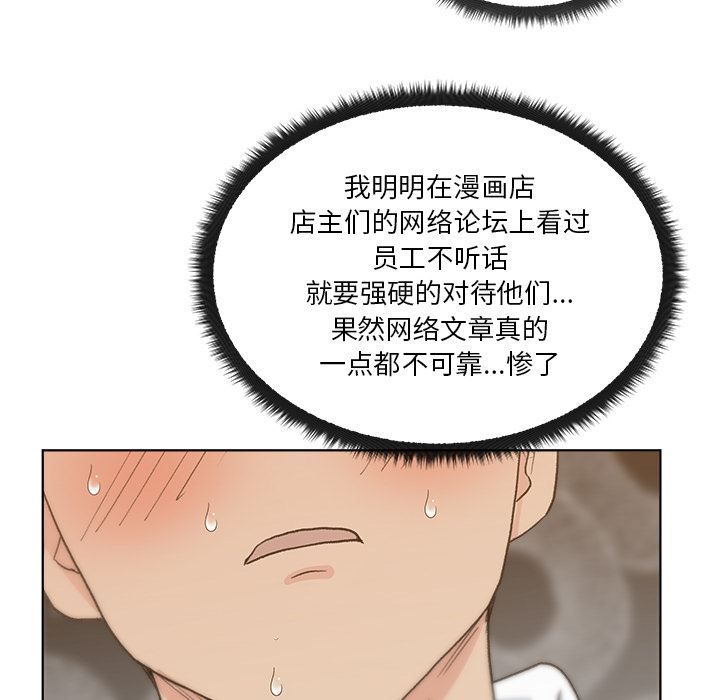 我明明在漫画店
店主们的网络论坛上看过
员工不听话
就要强硬的对待他们...
果然网络文章真的
一点都不可靠...惨了